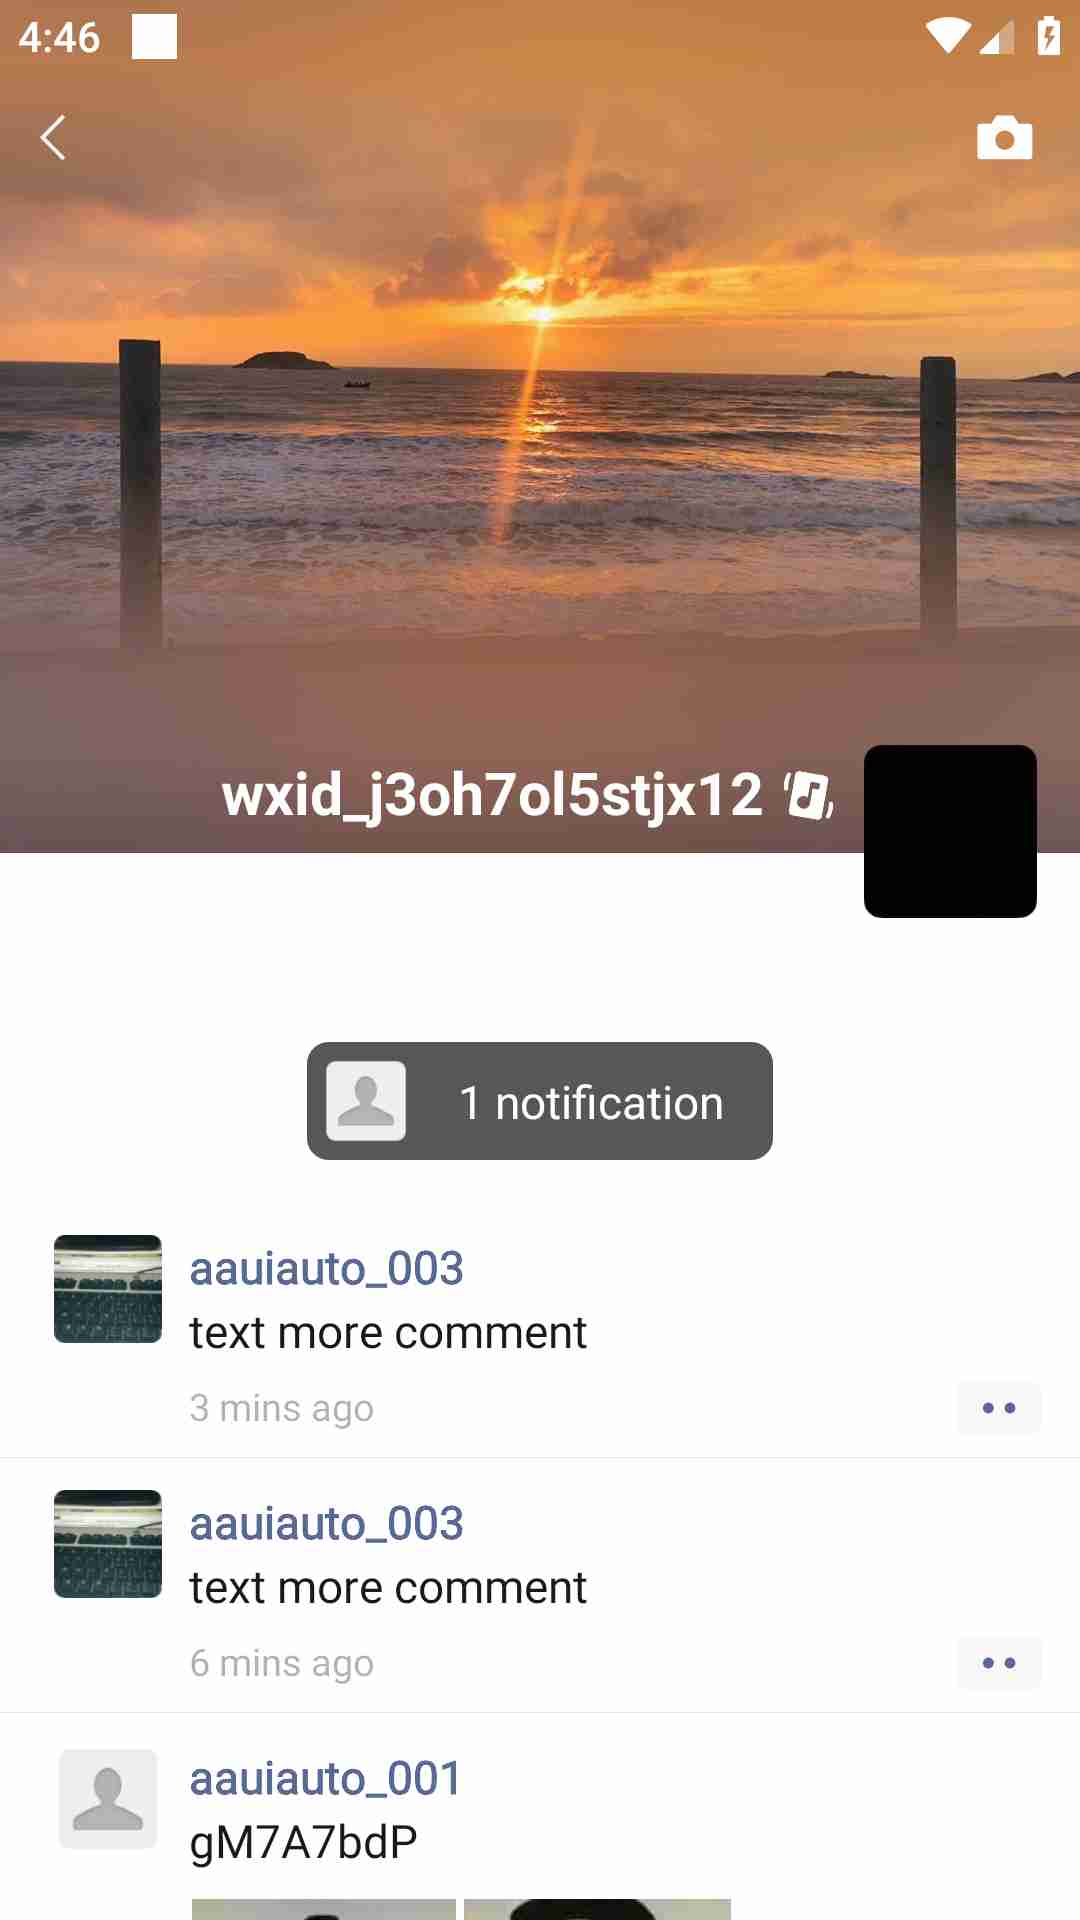 4:46
wxid_j3oh7ol5stjx12
1 notification
aauiauto_003
text more comment
3 mins ago
aauiauto_003
text more comment
6 mins ago
aauiauto_001
gM7A7bdP